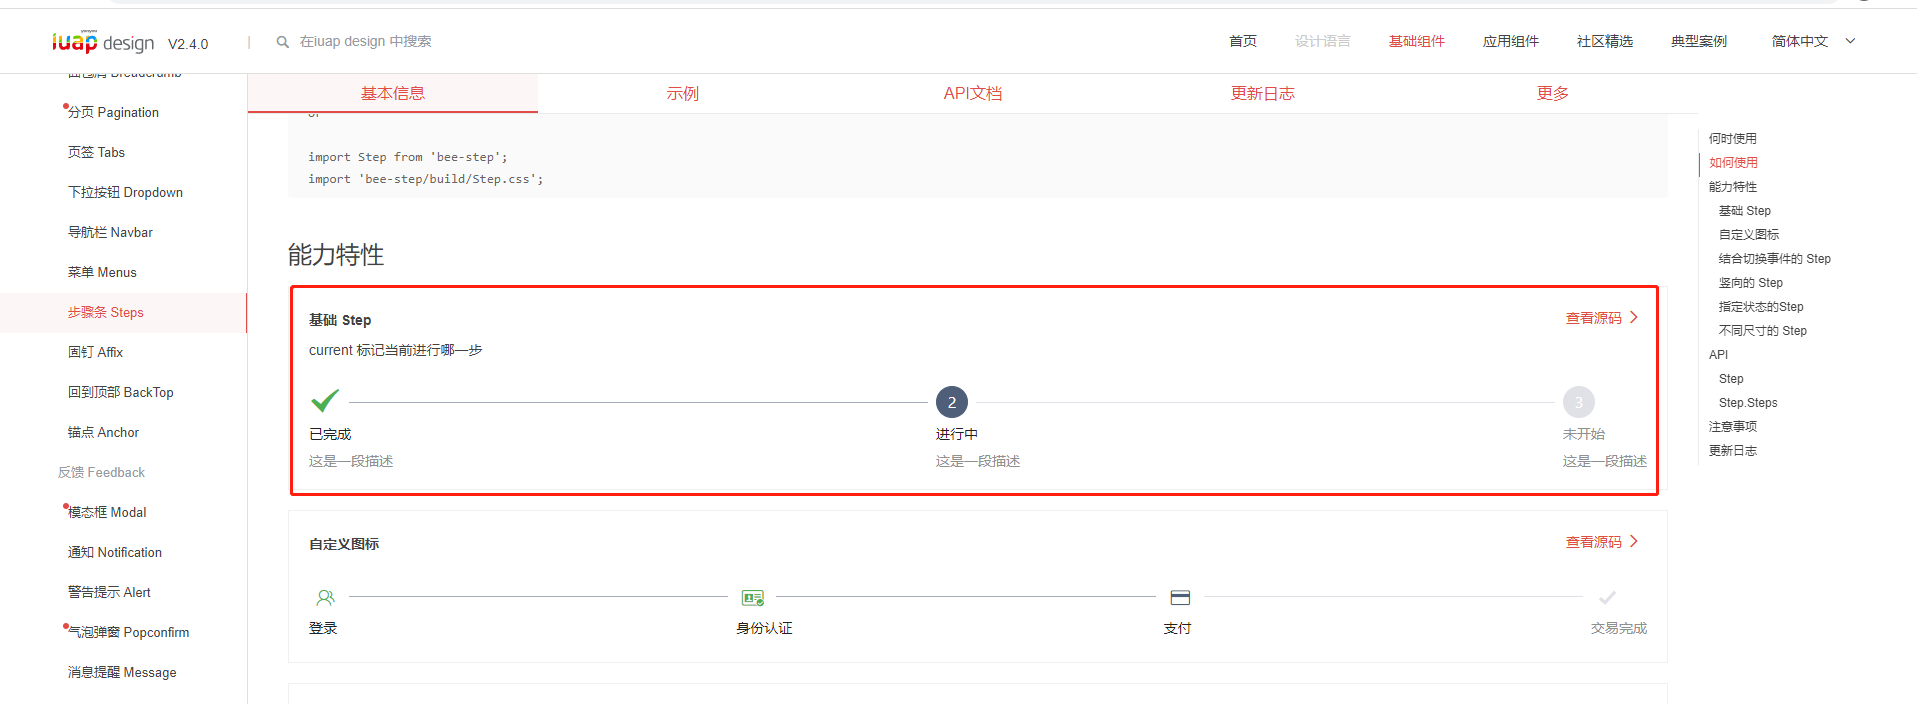 iuap design V2.4.0
在iuap design 中搜索
首页 设计语言 基础组件 应用组件 社区精选 典型案例 简体中文
面包屑 Breadcrumb
分页 Pagination
页签 Tabs
下拉按钮 Dropdown
导航栏 Navbar
菜单 Menus
步骤条 Steps
固钉 Affix
回到顶部 BackTop
锚点 Anchor
反馈 Feedback
模态框 Modal
通知 Notification
警告提示 Alert
气泡弹窗 Popconfirm
消息提醒 Message
基本信息 示例 API文档 更新日志 更多
or
import Step from 'bee-step';
import 'bee-step/build/Step.css';
能力特性
基础 Step 查看源码
current 标记当前进行哪一步
2 3
已完成 进行中 未开始
这是一段描述 这是一段描述 这是一段描述
自定义图标 查看源码
登录 身份认证 支付 交易完成
何时使用
如何使用
能力特性
基础 Step
自定义图标
结合切换事件的 Step
竖向的 Step
指定状态的Step
不同尺寸的 Step
API
Step
Step.Steps
注意事项
更新日志